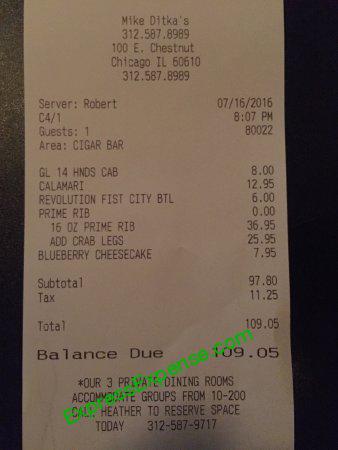 Mike Ditka's
312.587.8989
100 E. Chestnut
Chicago IL 60610
312.587.8989
Server: Robert 07/16/2016
C4/1 8:07 PM
Guests: 1 80022
Area: CIGAR BAR
GL 14 HNDS CAB 8.00
CALAMARI 12.95
REVOLUTION FIST CITY BTL 6.00
PRIME RIB 0.00
16 OZ PRIME RIB 36.95
ADD CRAB LEGS 25.95
BLUEBERRY CHEESECAKE 7.95
Subtotal 97.80
Tax 11.25
Total 109.05
Balance Due 109.05
*OUR 3 PRIVATE DINING ROOMS
ACCOMMODATE GROUPS FROM 10-200
CALL HEATHER TO RESERVE SPACE
TODAY 312-587-9717
ExpressExpense.com